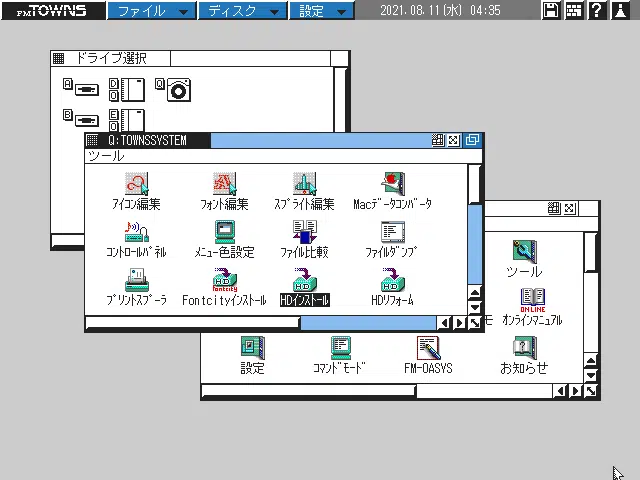 FMTOWNS ファイル ディスク 設定 2021.08.11(水) 04:35
ドライブ選択
A D D Q
B E O
Q:TOWNSSYSTEM
ツール
アイコン編集 フォント編集 スプライト編集 Macデータコンバータ
コントロールパネル メニュー色設定 ファイル比較 ファイルダンプ
プリントスプーラ Fontcityインストール HDインストール HDリフォーム
ツール
モ オンラインマニュアル
ONLINE
設定 コマンドモード FM-OASYS お知らせ